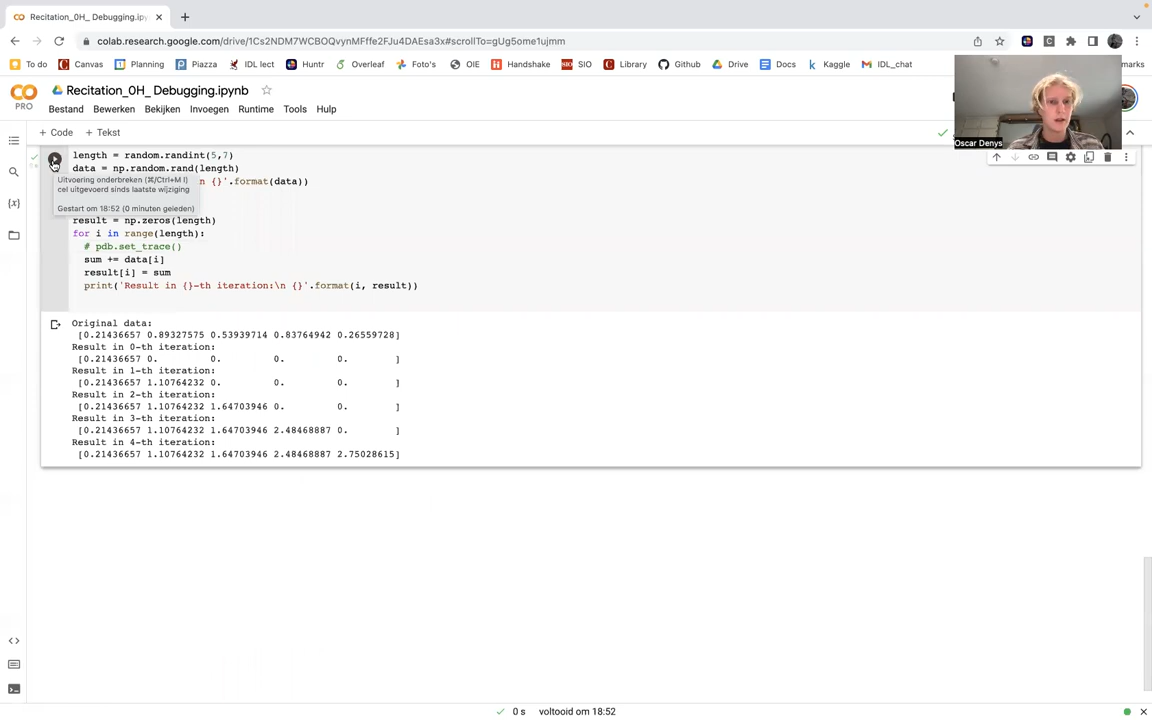 Recitation_0H_ Debugging.ipyn
colab.research.google.com/drive/1Cs2NDM7WCBOQvynMFffe2FJu4DAEsa3x#scrollTo=gUg5ome1ujmm
To do
Canvas
Planning
Piazza
IDL lect
Huntr
Overleaf
Foto's
OIE
Handshake
SIO
Library
Github
Drive
Docs
Kaggle
IDL_chat
marks
PRO
Recitation_0H_ Debugging.ipynb
Bestand Bewerken Bekijken Invoegen Runtime Tools Help
+ Code + Tekst
Oscar Denys
length = random.randint(5,7)
data = np.random.rand(length)
n {}'.format(data))
Uitvoering onderbreken (⌘/Ctrl+M I)
cel uitgevoerd sinds laatste wijziging
Gestart om 18:52 (0 minuten geleden)
result = np.zeros(length)
for i in range(length):
# pdb.set_trace()
sum += data[i]
result[i] = sum
print('Result in {}-th iteration:\n {}'.format(i, result))
Original data:
[0.21436657 0.89327575 0.53939714 0.83764942 0.26559728]
Result in 0-th iteration:
[0.21436657 0. 0. 0. 0. ]
Result in 1-th iteration:
[0.21436657 1.10764232 0. 0. 0. ]
Result in 2-th iteration:
[0.21436657 1.10764232 1.64703946 0. 0. ]
Result in 3-th iteration:
[0.21436657 1.10764232 1.64703946 2.48468887 0. ]
Result in 4-th iteration:
[0.21436657 1.10764232 1.64703946 2.48468887 2.75028615]
0 s voltooid om 18:52